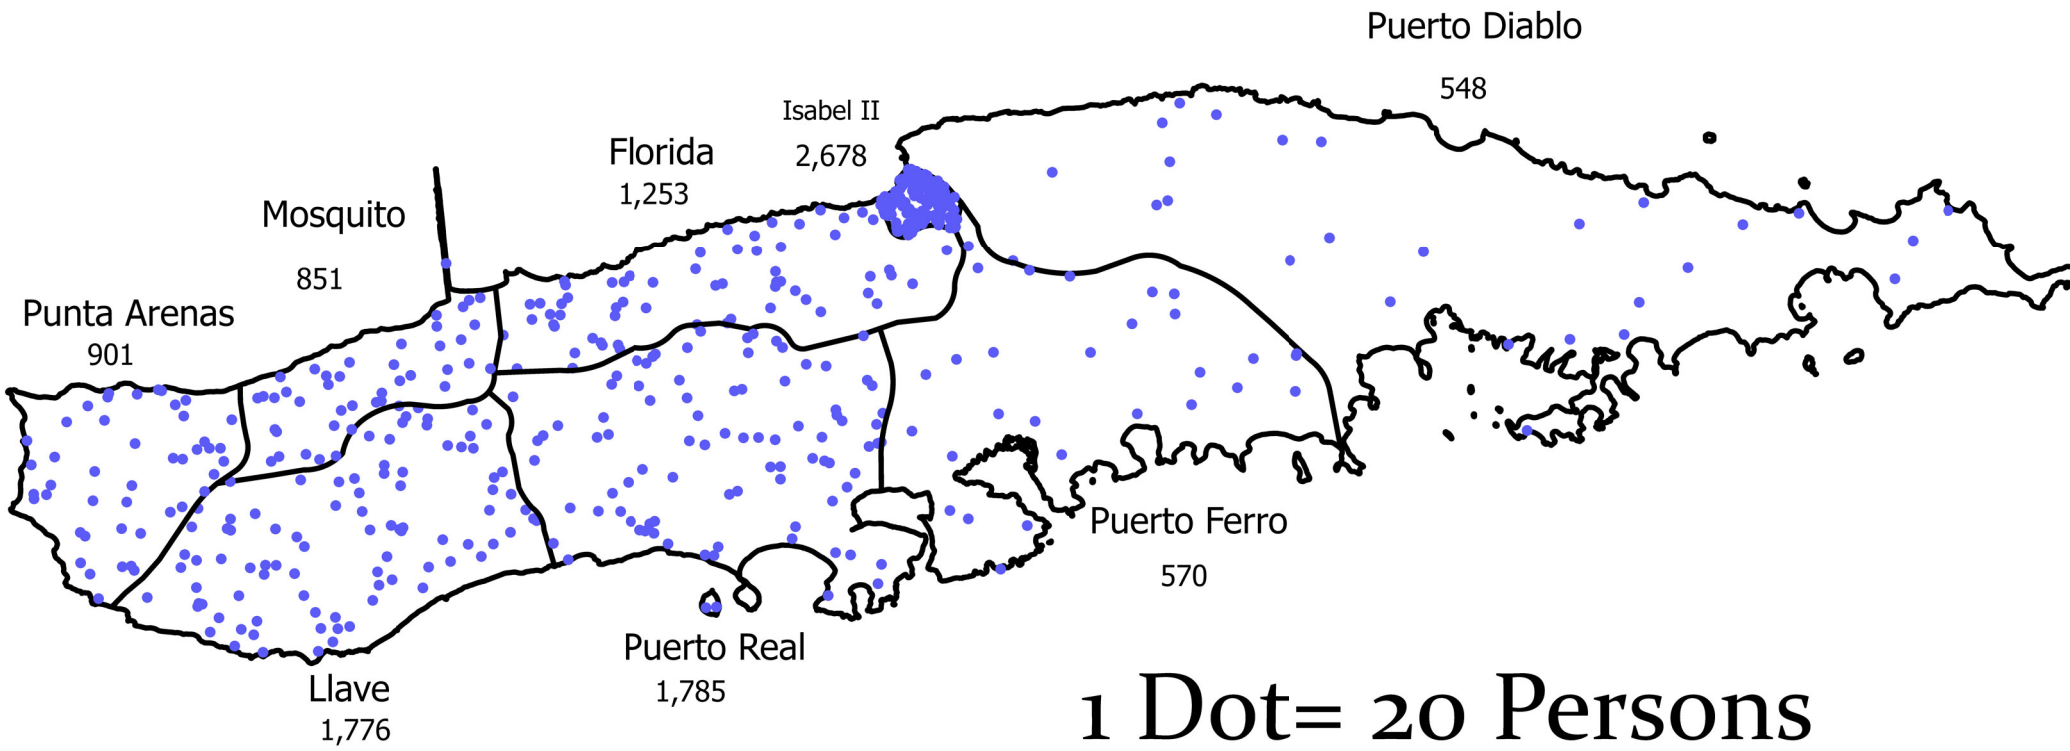 Puerto Diablo
548
Isabel II
2,678
Florida
1,253
Mosquito
851
Punta Arenas
901
Puerto Ferro
570
Puerto Real
1,785
Llave
1,776
1 Dot= 20 Persons